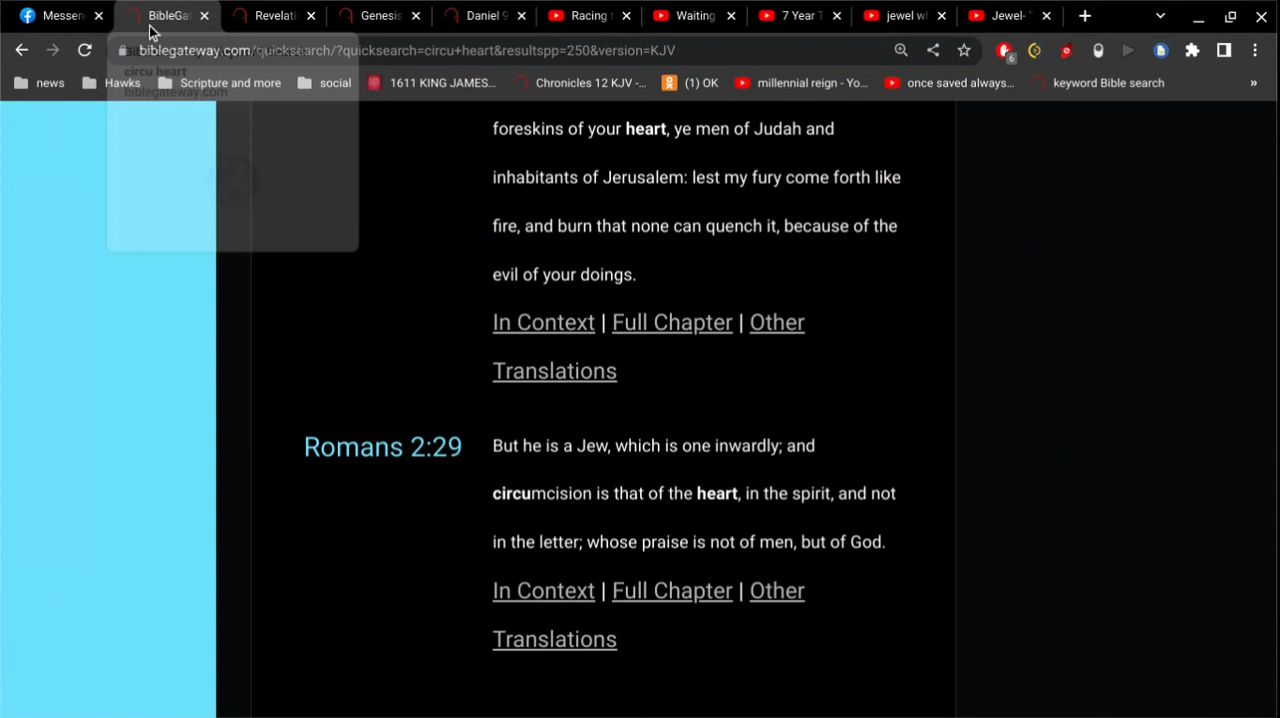 Messen
BibleGa
Revelati
Genesis
Daniel 9
Racing
Waiting
7 Year T
jewel w
Jewel-
biblegateway.com/quicksearch/?quicksearch=circu+heart&resultspp=250&version=KJV
6
circu heart
biblegateway.com
news
Hawks
Scripture and more
social
1611 KING JAMES...
Chronicles 12 KJV -...
(1) OK
millennial reign - Yo...
once saved always...
keyword Bible search
»
foreskins of your heart, ye men of Judah and
inhabitants of Jerusalem: lest my fury come forth like
fire, and burn that none can quench it, because of the
evil of your doings.
In Context | Full Chapter | Other
Translations
Romans 2:29
But he is a Jew, which is one inwardly; and
circumcision is that of the heart, in the spirit, and not
in the letter; whose praise is not of men, but of God.
In Context | Full Chapter | Other
Translations